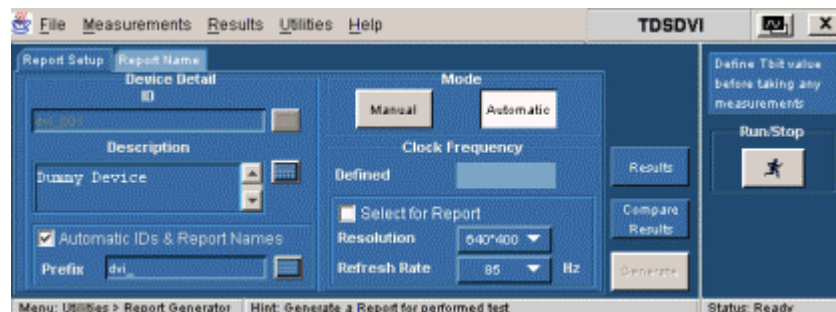 File Measurements Results Utilities Help TDSDVI X
Report Setup Report Name
Device Detail
ID
dvi_001
Description
Dummy Device
Automatic IDs & Report Names
Prefix dvi_
Mode
Manual Automatic
Clock Frequency
Defined
Select for Report
Resolution 640*400
Refresh Rate 85 Hz
Results
Compare
Results
Generate
Define Tbit value
before taking any
measurements
Run/Stop
Menu: Utilities > Report Generator Hint: Generate a Report for performed test Status: Ready